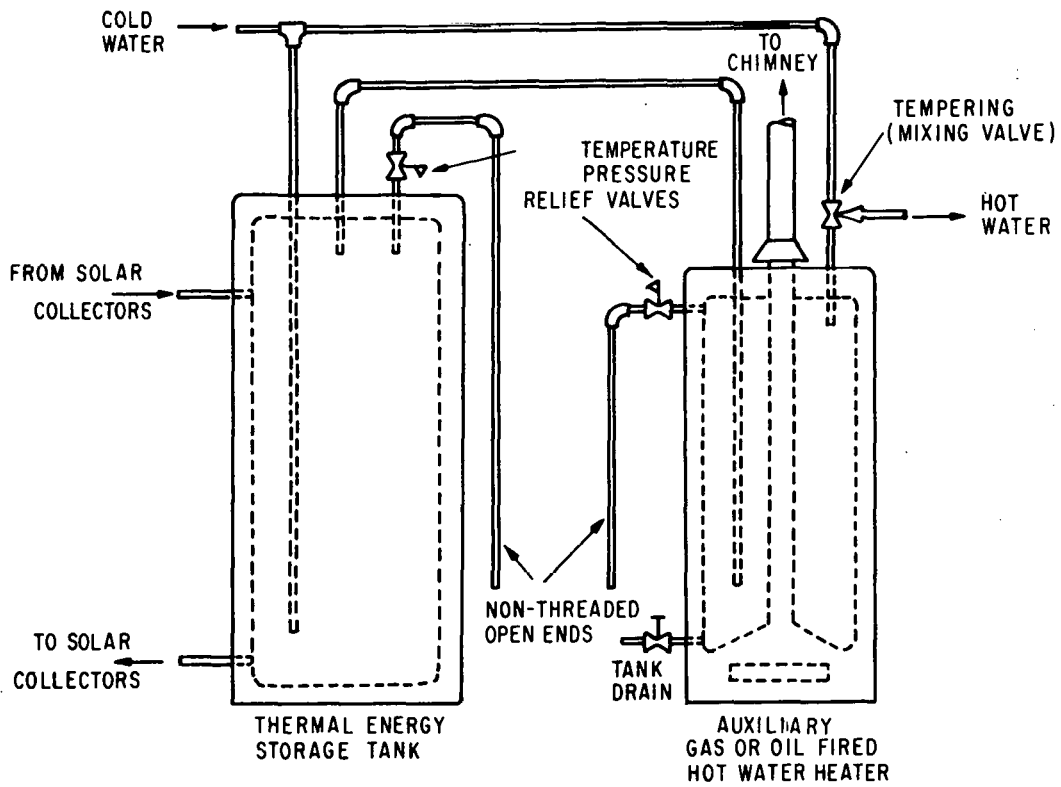 COLD
WATER
TO
CHIMNEY
TEMPERING
(MIXING VALVE)
TEMPERATURE
PRESSURE
RELIEF VALVES
HOT
WATER
FROM SOLAR
COLLECTORS
NON-THREADED
OPEN ENDS
TO SOLAR
COLLECTORS
TANK
DRAIN
THERMAL ENERGY
STORAGE TANK
AUXILIARY
GAS OR OIL FIRED
HOT WATER HEATER